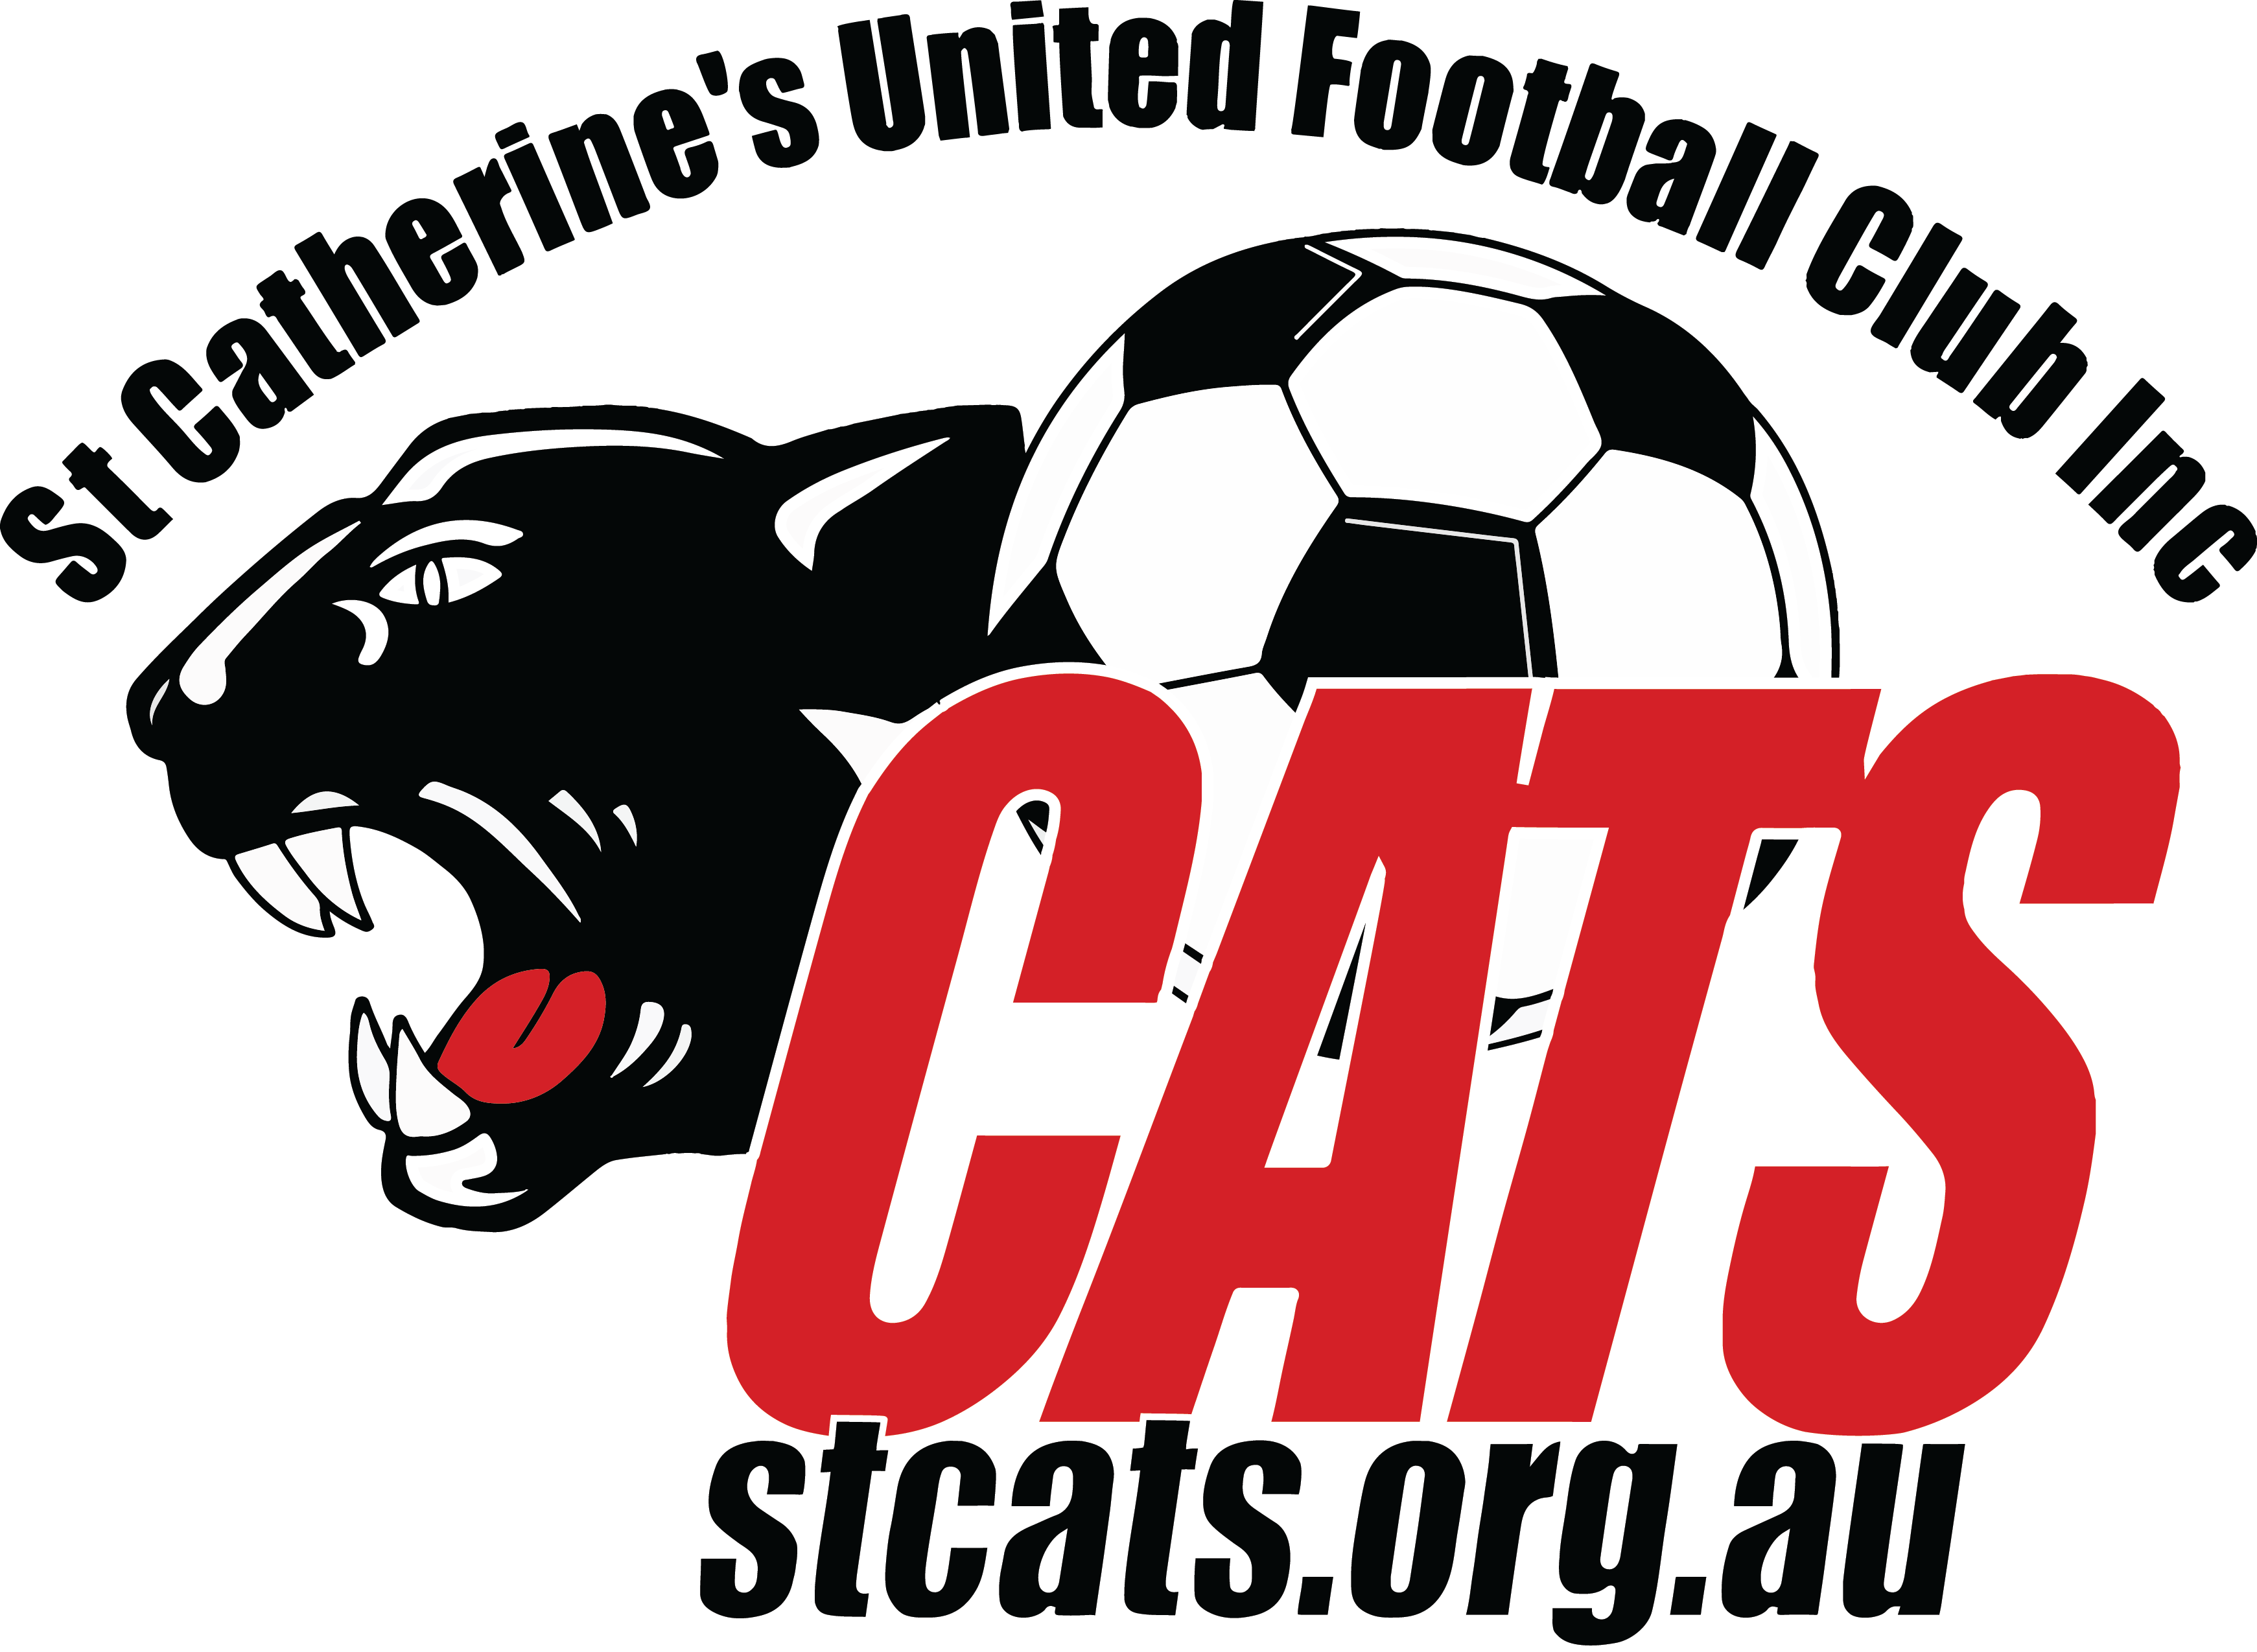 St Catherine's United Football Club Inc
CATS
stcats.org.au